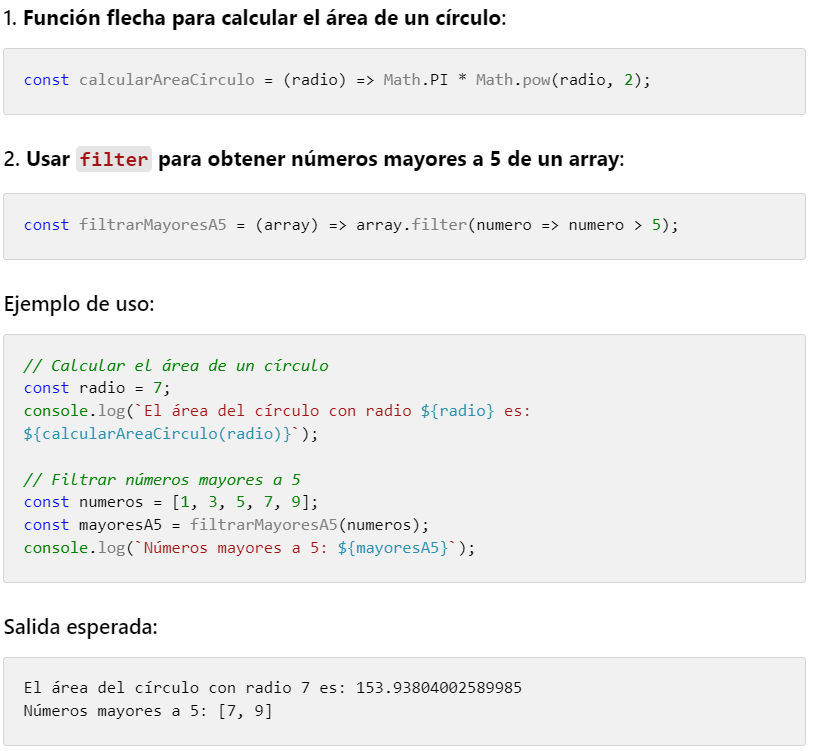 1. Función flecha para calcular el área de un círculo:
const calcularAreaCirculo = (radio) => Math.PI * Math.pow(radio, 2);
2. Usar filter para obtener números mayores a 5 de un array:
const filtrarMayoresA5 = (array) => array.filter(numero => numero > 5);
Ejemplo de uso:
// Calcular el área de un círculo
const radio = 7;
console.log(`El área del círculo con radio ${radio} es:
${calcularAreaCirculo(radio)}`);
// Filtrar números mayores a 5
const numeros = [1, 3, 5, 7, 9];
const mayoresA5 = filtrarMayoresA5(numeros);
console.log(`Números mayores a 5: ${mayoresA5}`);
Salida esperada:
El área del círculo con radio 7 es: 153.93804002589985
Números mayores a 5: [7, 9]